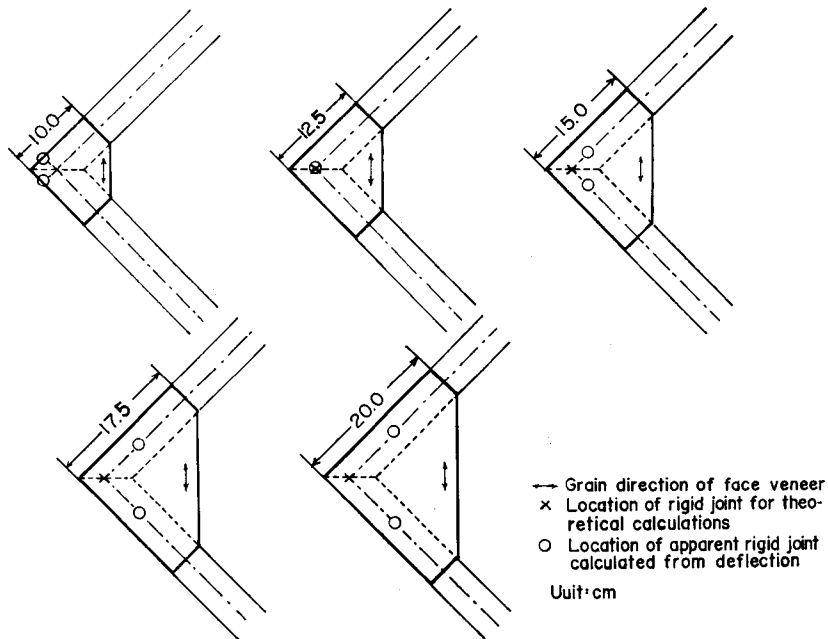 10.0
12.5
15.0
17.5
20.0
Grain direction of face veneer
× Location of rigid joint for theo-
retical calculations
○ Location of apparent rigid joint
calculated from deflection
Uuit:cm